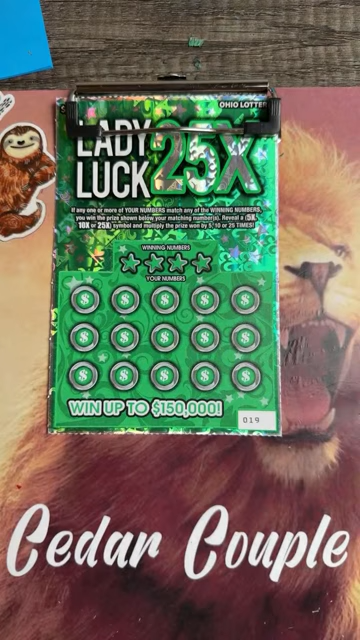 OHIO LOTTER
LADY
LUCK
25X
If any one or more of YOUR NUMBERS match any of the WINNING NUMBERS,
you win the prize shown below your matching number(s). Reveal a (5X,
10X or 25X) symbol and multiply the prize won by 5, 10 or 25 TIMES!
WINNING NUMBERS
YOUR NUMBERS
$ $ $ $ $
$ $ $ $ $
$ $ $ $ $
WIN UP TO $150,000!
019
Cedar Couple